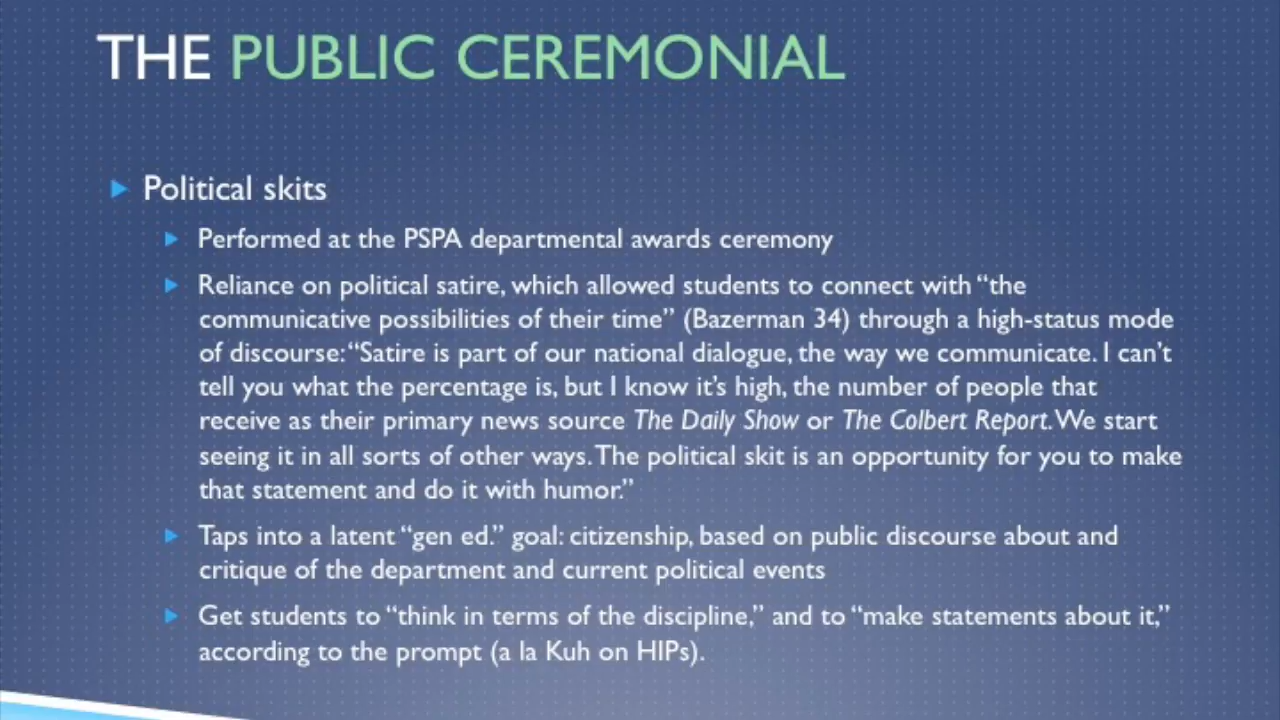 THE PUBLIC CEREMONIAL
Political skits
Performed at the PSPA departmental awards ceremony
Reliance on political satire, which allowed students to connect with “the
communicative possibilities of their time” (Bazerman 34) through a high-status mode
of discourse: “Satire is part of our national dialogue, the way we communicate. I can’t
tell you what the percentage is, but I know it’s high, the number of people that
receive as their primary news source The Daily Show or The Colbert Report. We start
seeing it in all sorts of other ways. The political skit is an opportunity for you to make
that statement and do it with humor.”
Taps into a latent “gen ed.” goal: citizenship, based on public discourse about and
critique of the department and current political events
Get students to “think in terms of the discipline,” and to “make statements about it,”
according to the prompt (a la Kuh on HIPs).